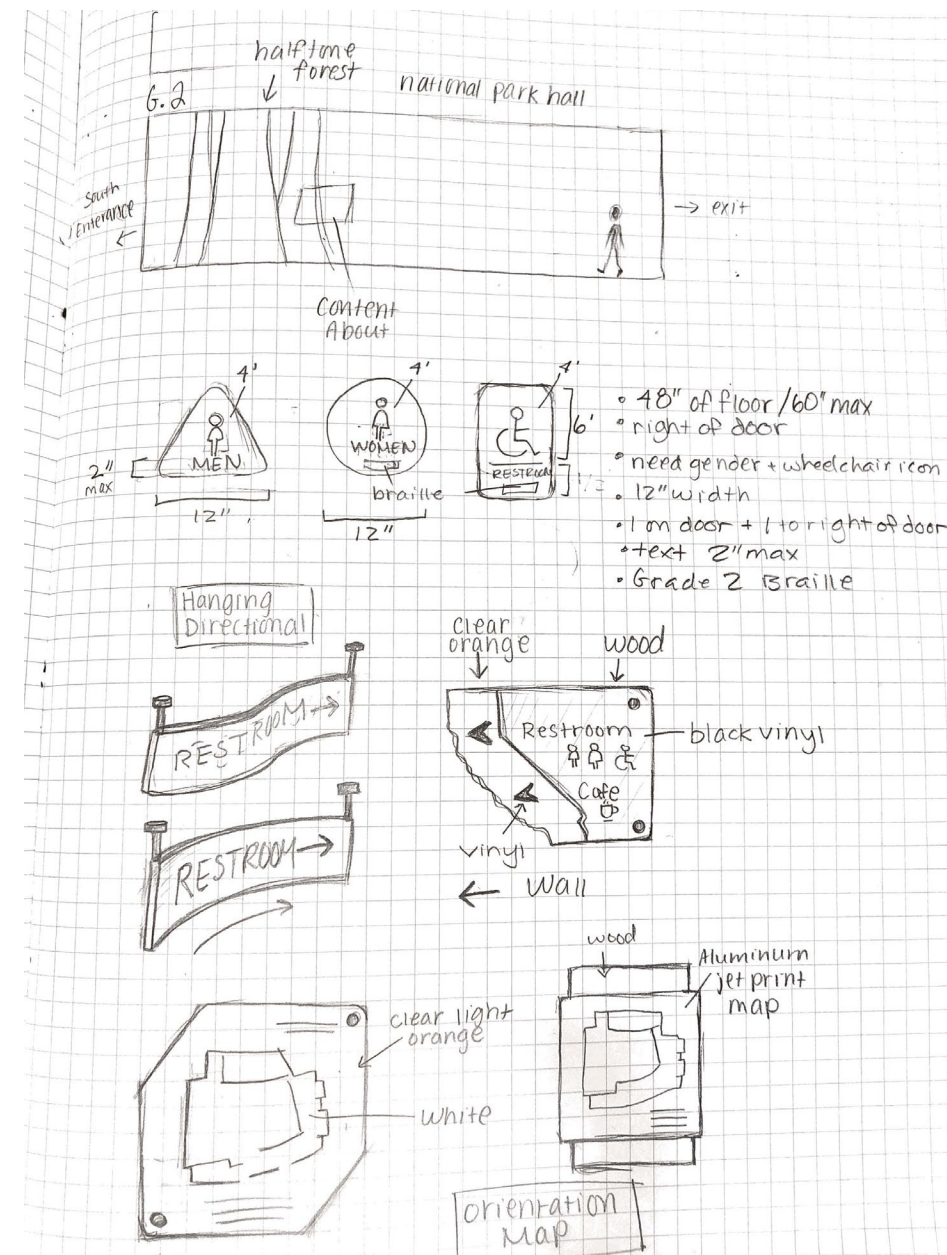 halftone
forest
national park hall
G.2
South
Enterance
exit
Content
About
4'
MEN
2"
max
12"
4'
WOMEN
braille
12"
4'
6'
RESTROOM
• 48" of floor/60" max
• right of door
• need gender + wheelchair icon
• 12" width
• 1 on door + 1 to right of door
• text 2" max
• Grade 2 Braille
Hanging
Directional
RESTROOM →
RESTROOM →
clear
orange
wood
Restroom
black vinyl
Cafe
vinyl
← Wall
clear light
orange
white
wood
Aluminum
jet print
map
Orientation
Map